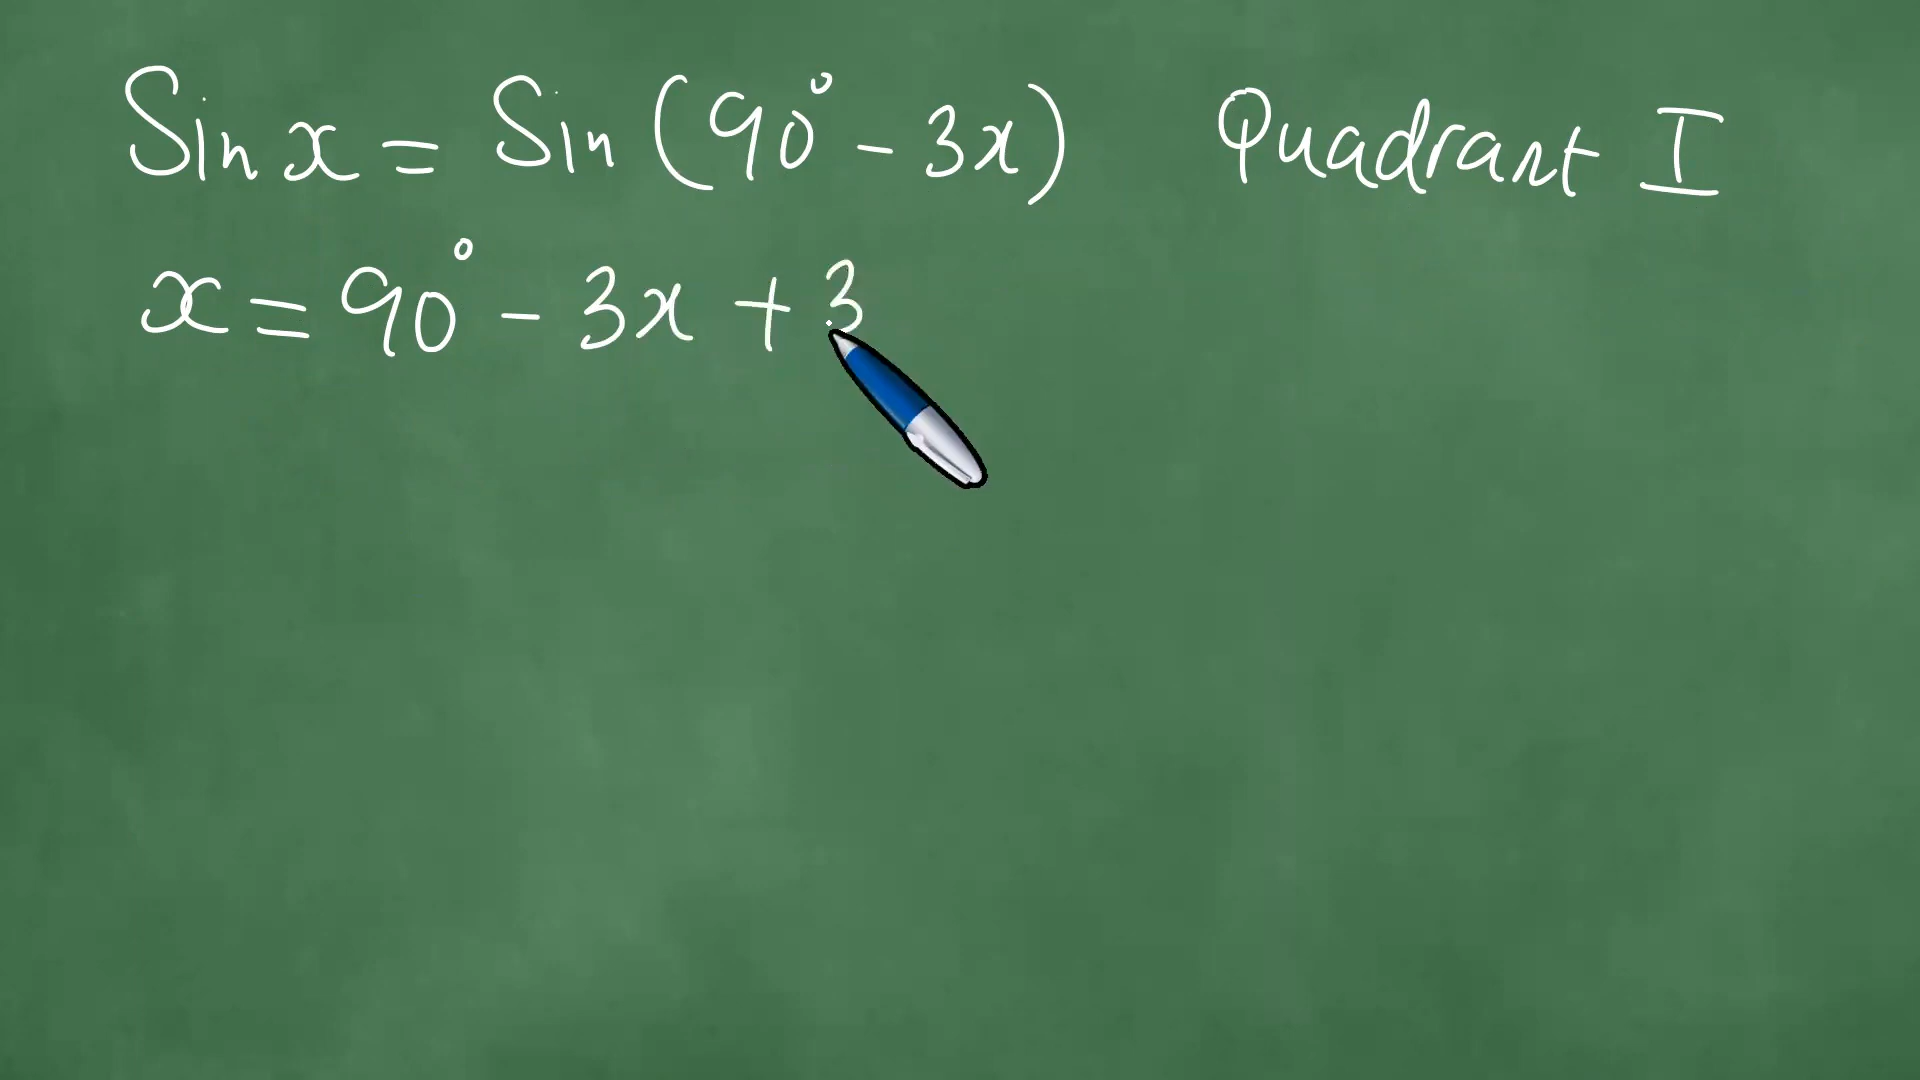 Sin x = Sin (90° - 3x) Quadrant I
x = 90° - 3x + 3